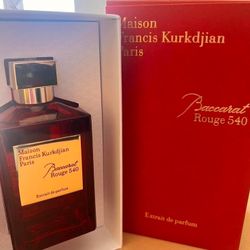 Maison
Francis Kurkdjian
Paris
Baccarat
Rouge 540
Extrait de parfum
Maison
Francis Kurkdjian
Paris
Baccarat
Rouge 540
Extrait de parfum